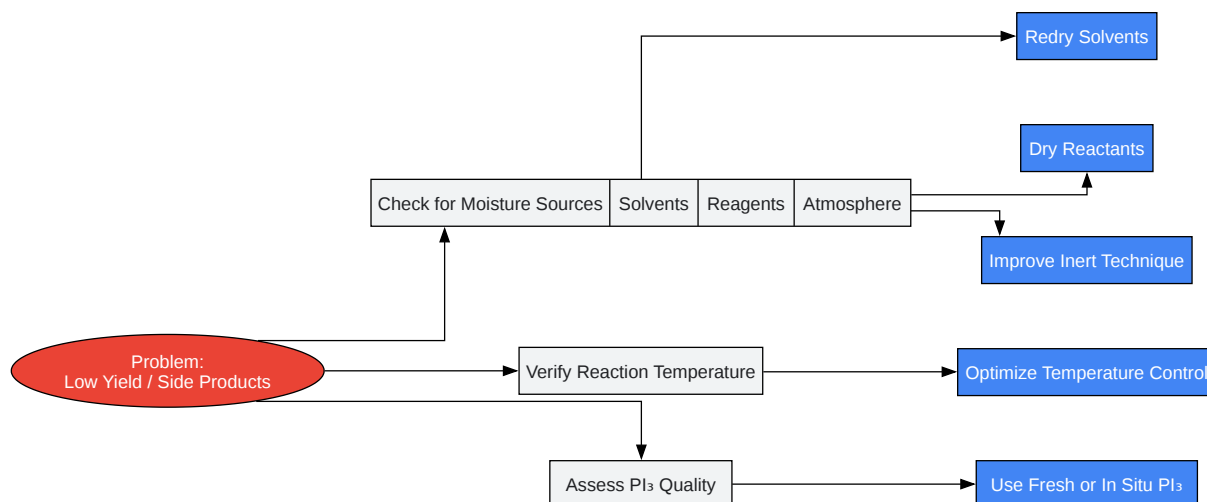 Redry Solvents
Dry Reactants
Check for Moisture Sources
Solvents
Reagents
Atmosphere
Improve Inert Technique
Problem:
Low Yield / Side Products
Verify Reaction Temperature
Optimize Temperature Control
Assess PI₃ Quality
Use Fresh or In Situ PI₃